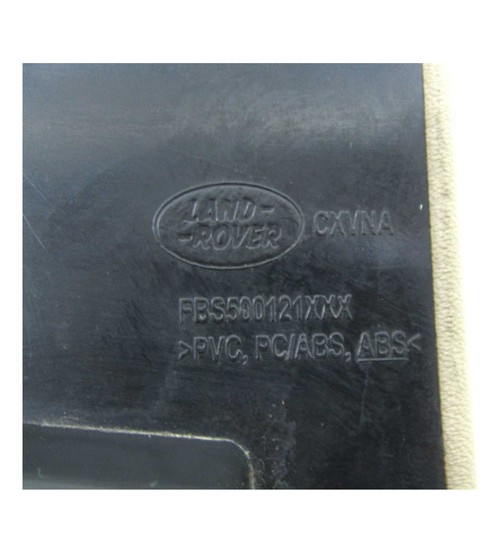 LAND-
-ROVER
CXVNA
FBS500121XXX
>PVC, PC/ABS, ABS<